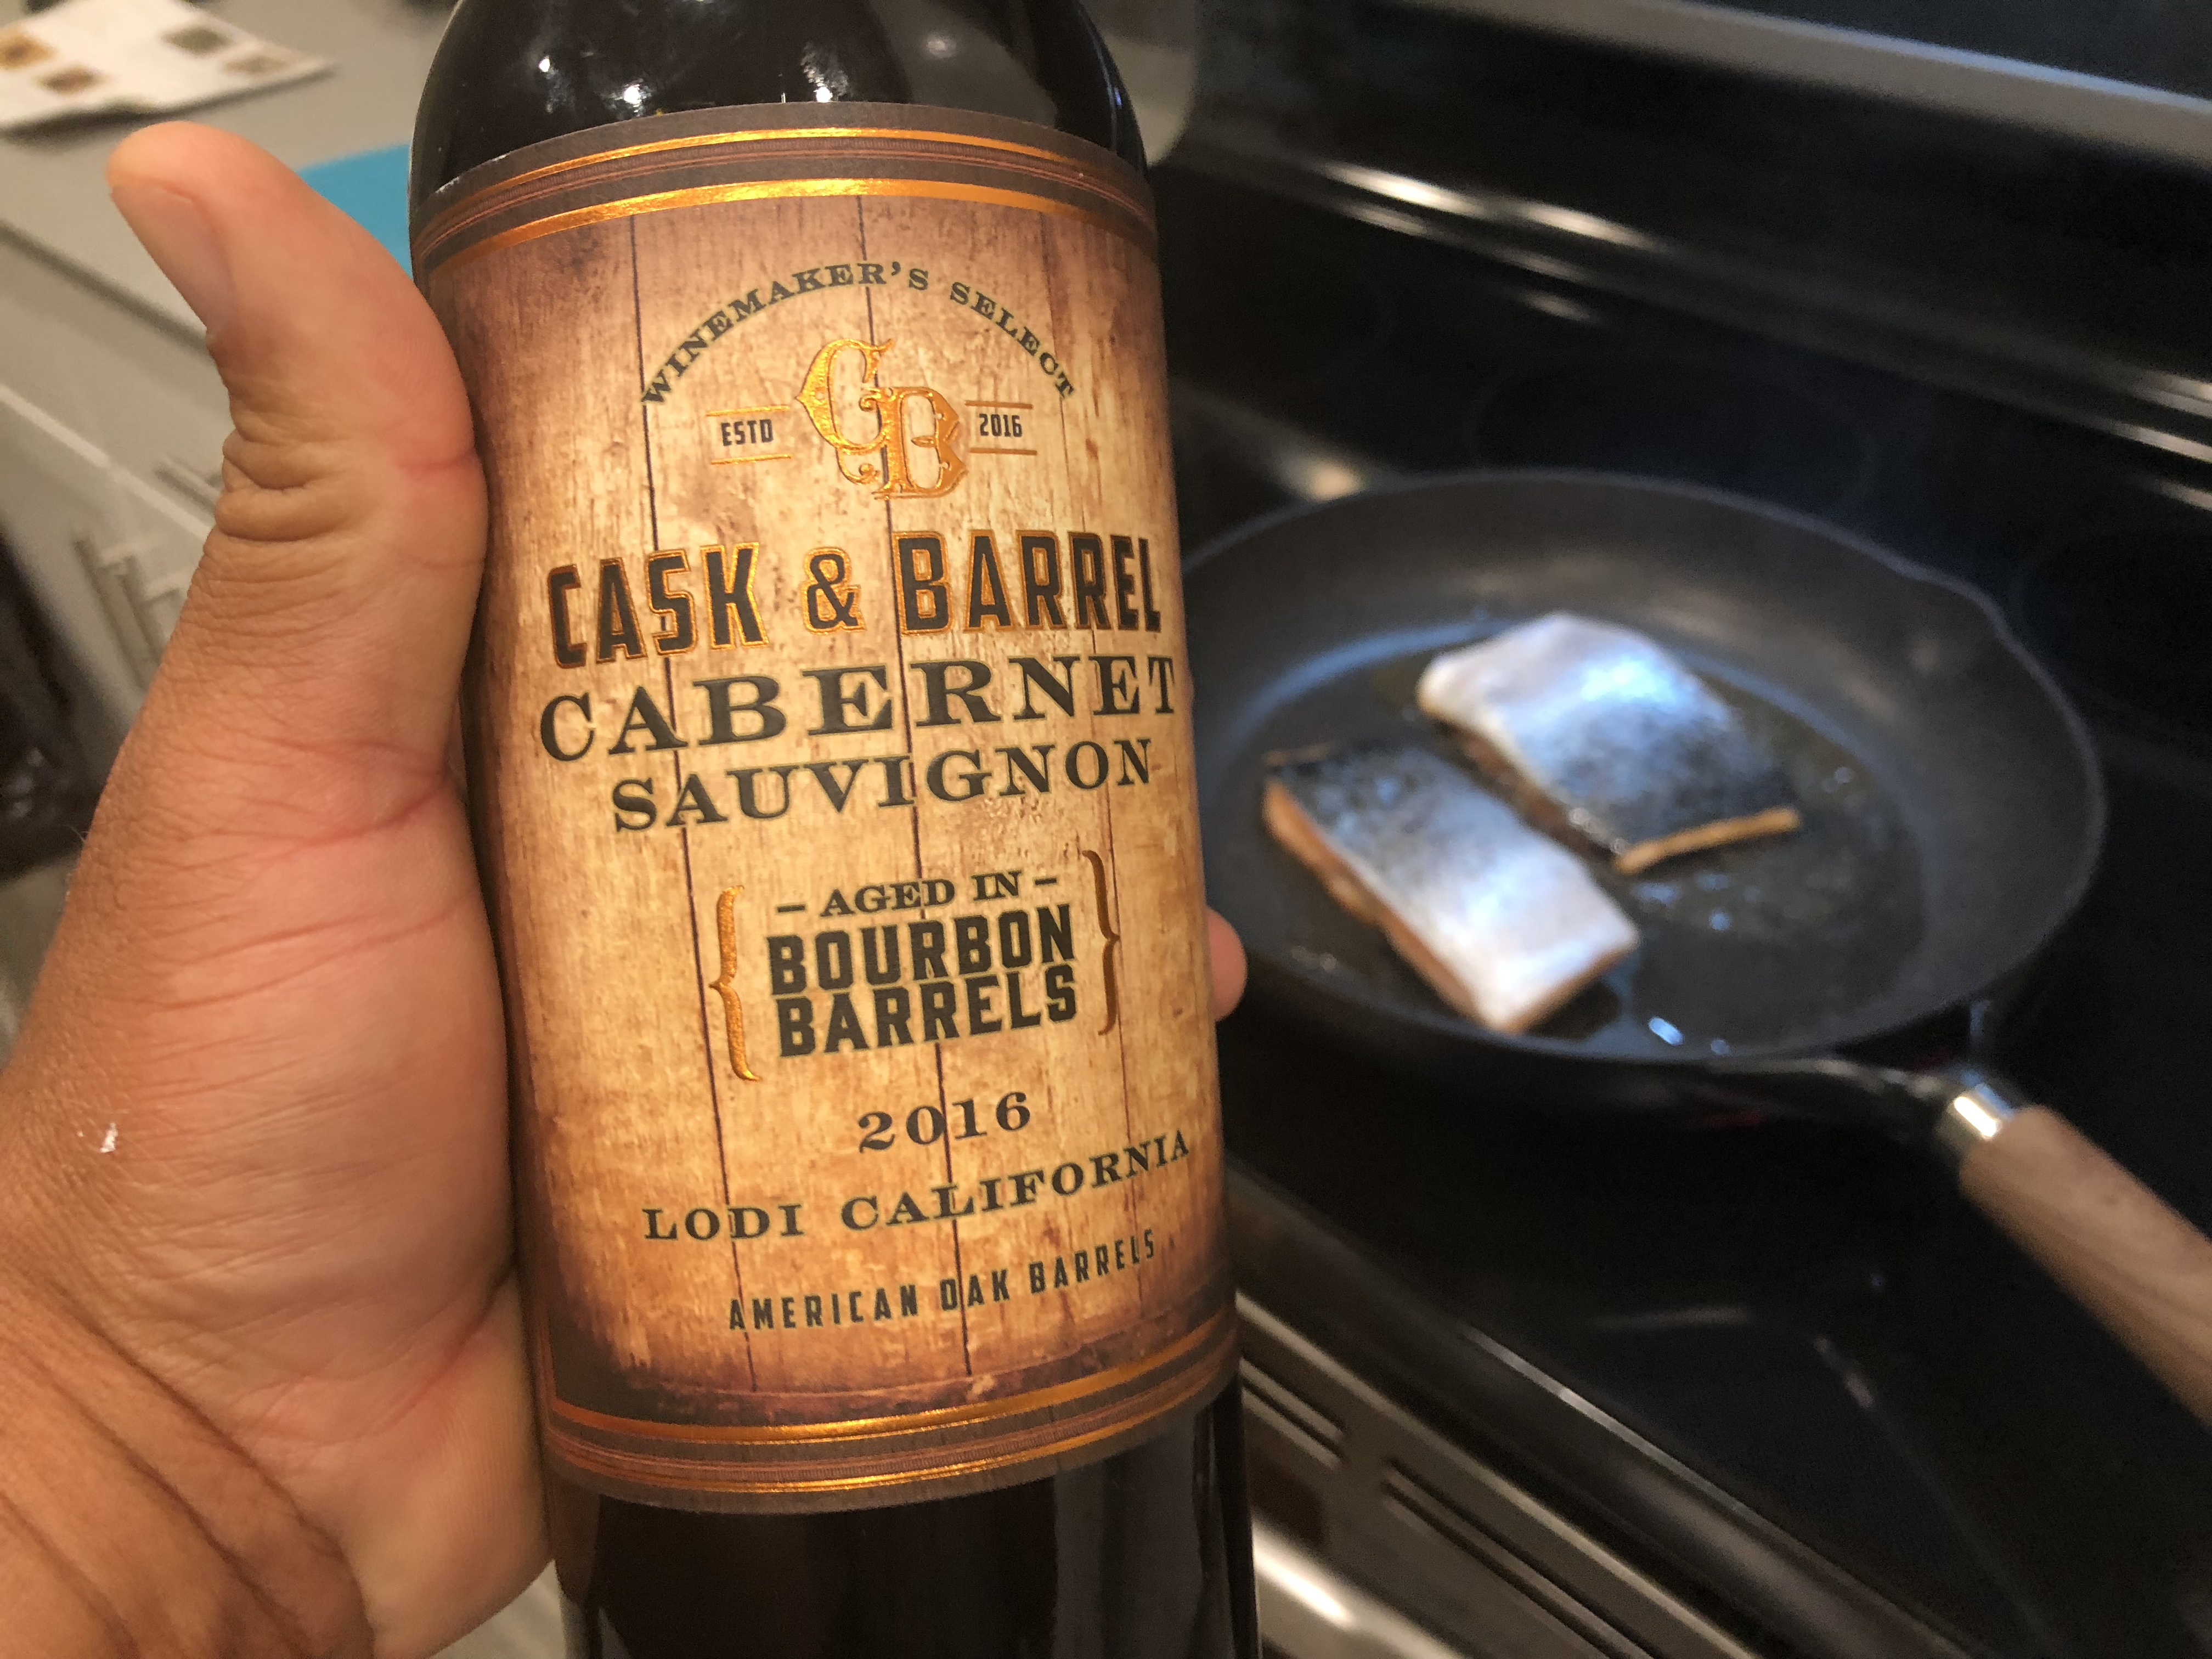 WINEMAKER'S SELECT
ESTD CB 2016
CASK & BARREL
CABERNET
SAUVIGNON
– AGED IN –
BOURBON
BARRELS
2016
LODI CALIFORNIA
AMERICAN OAK BARRELS